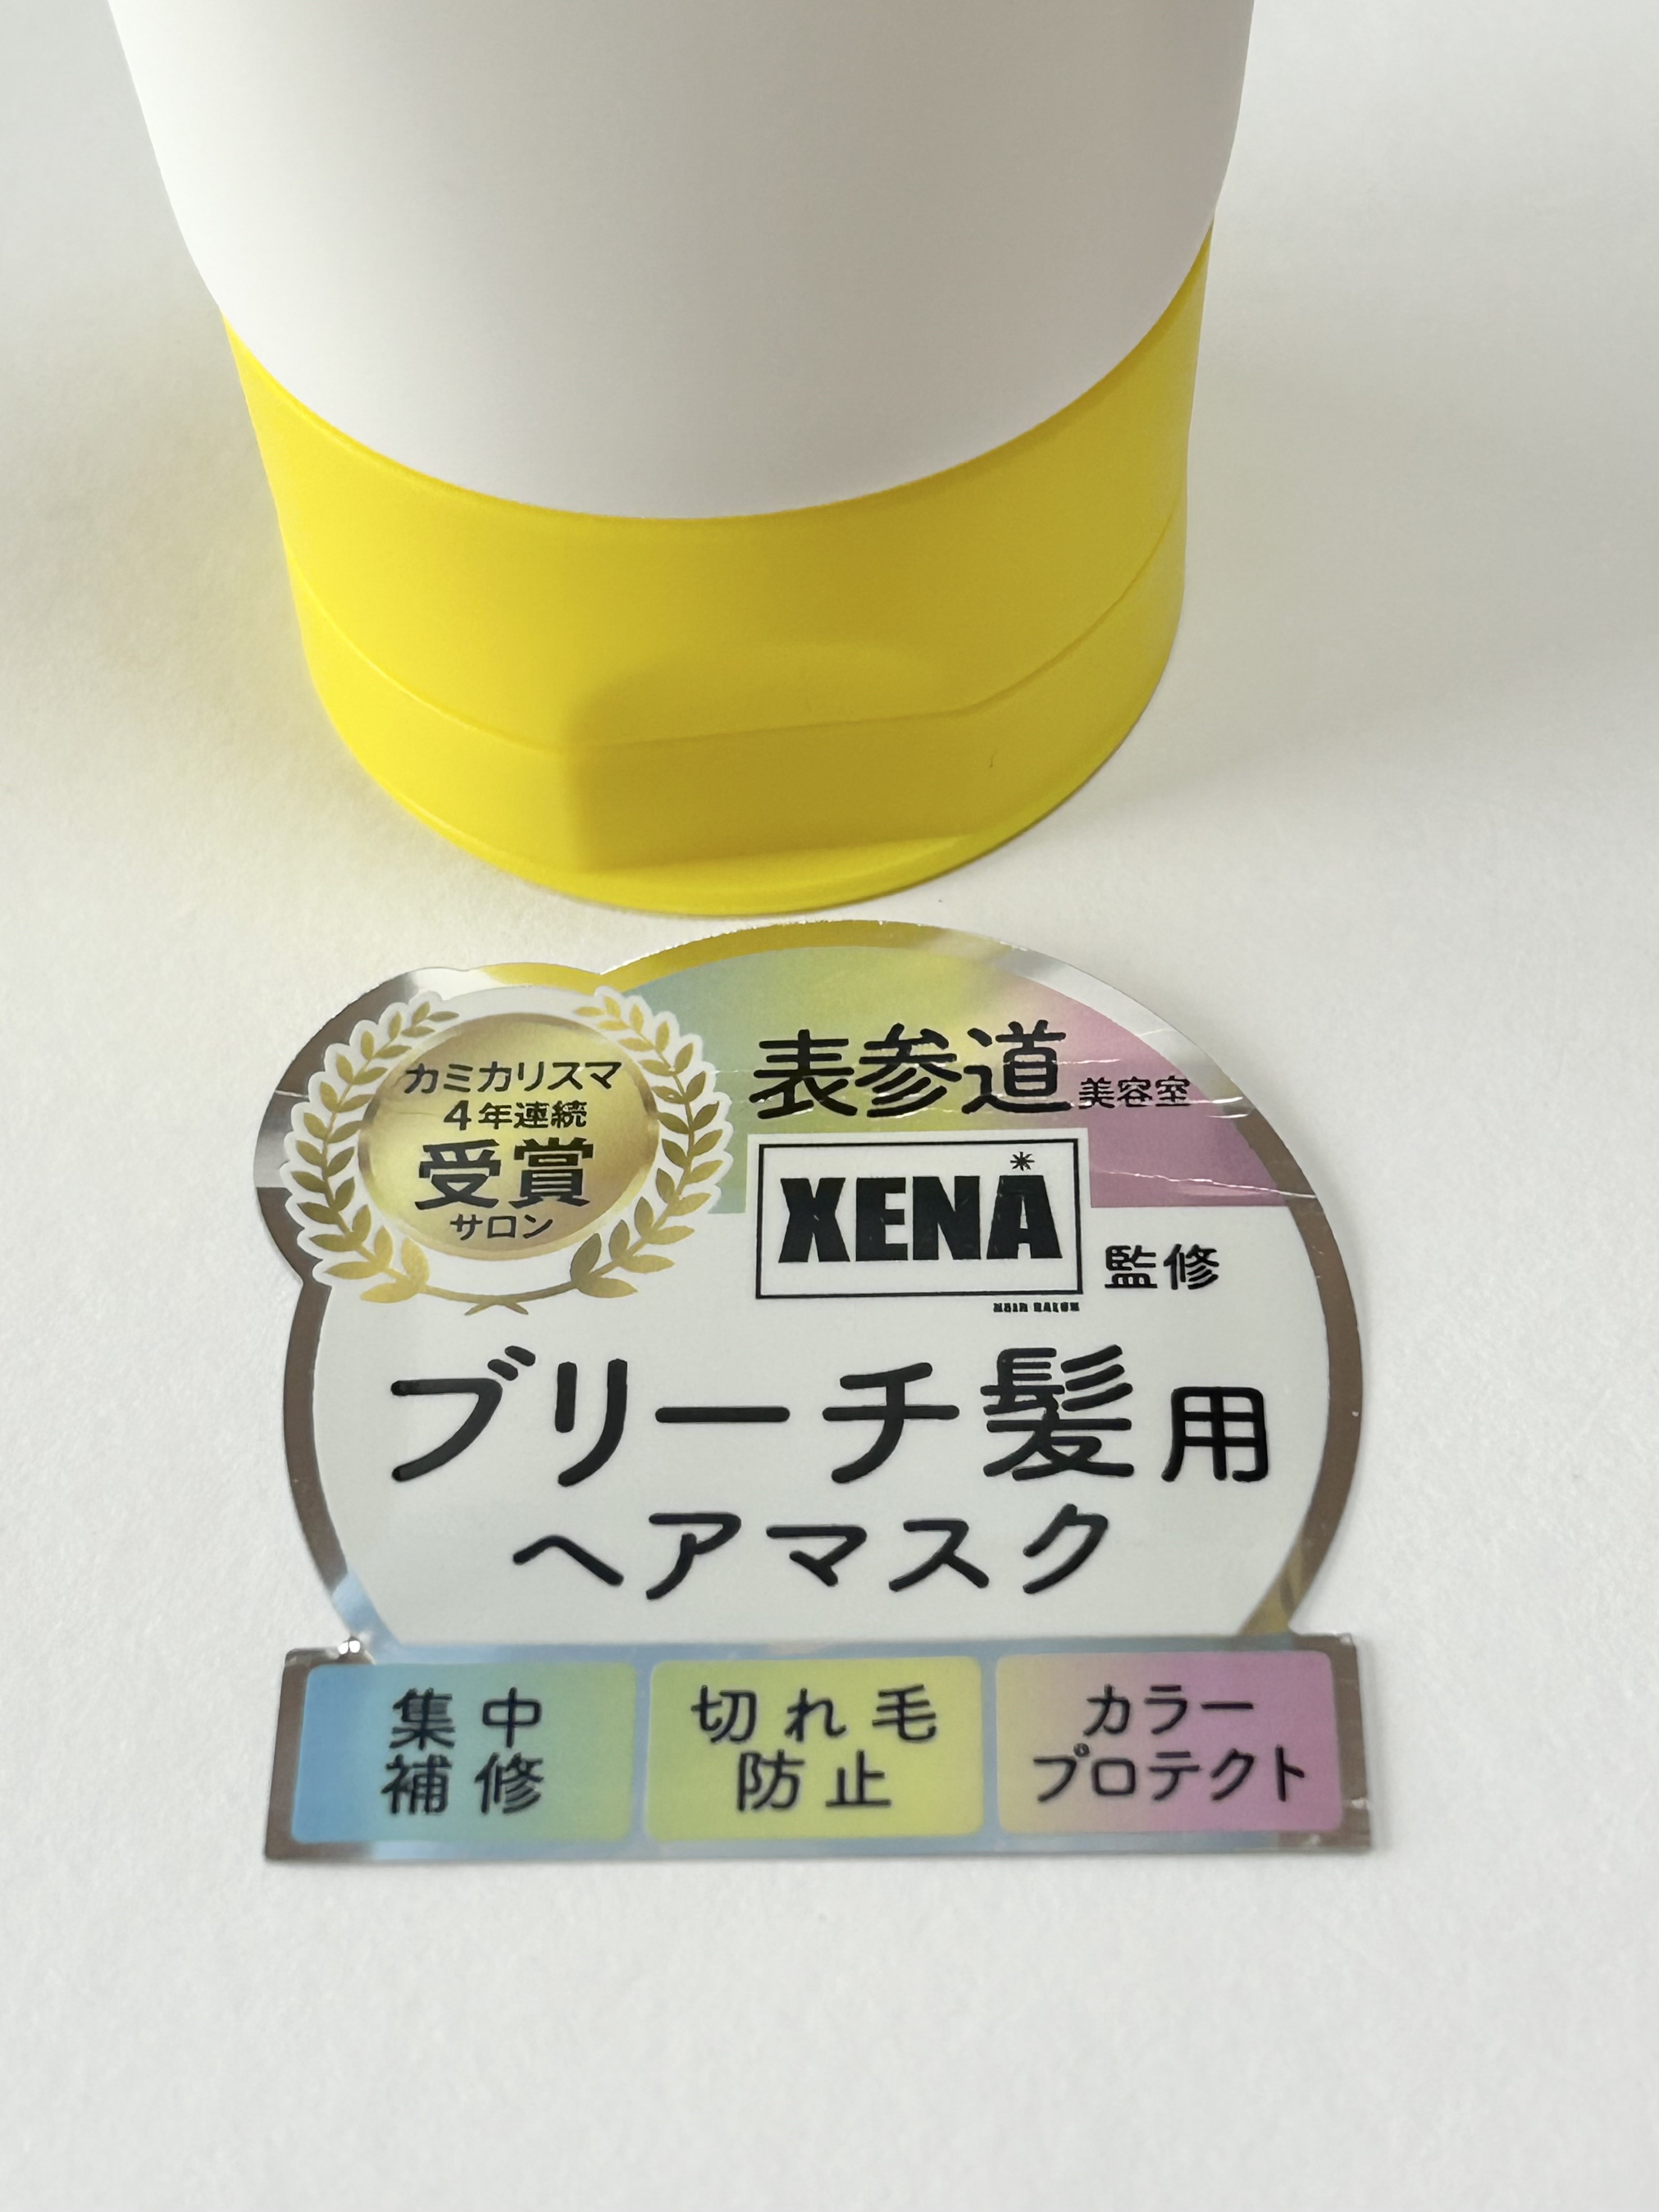 カミカリスマ
4年連続
受賞
サロン
表参道美容室
XENA
HAIR SALON
監修
ブリーチ髪用
ヘアマスク
集中
補修
切れ毛
防止
カラー
プロテクト